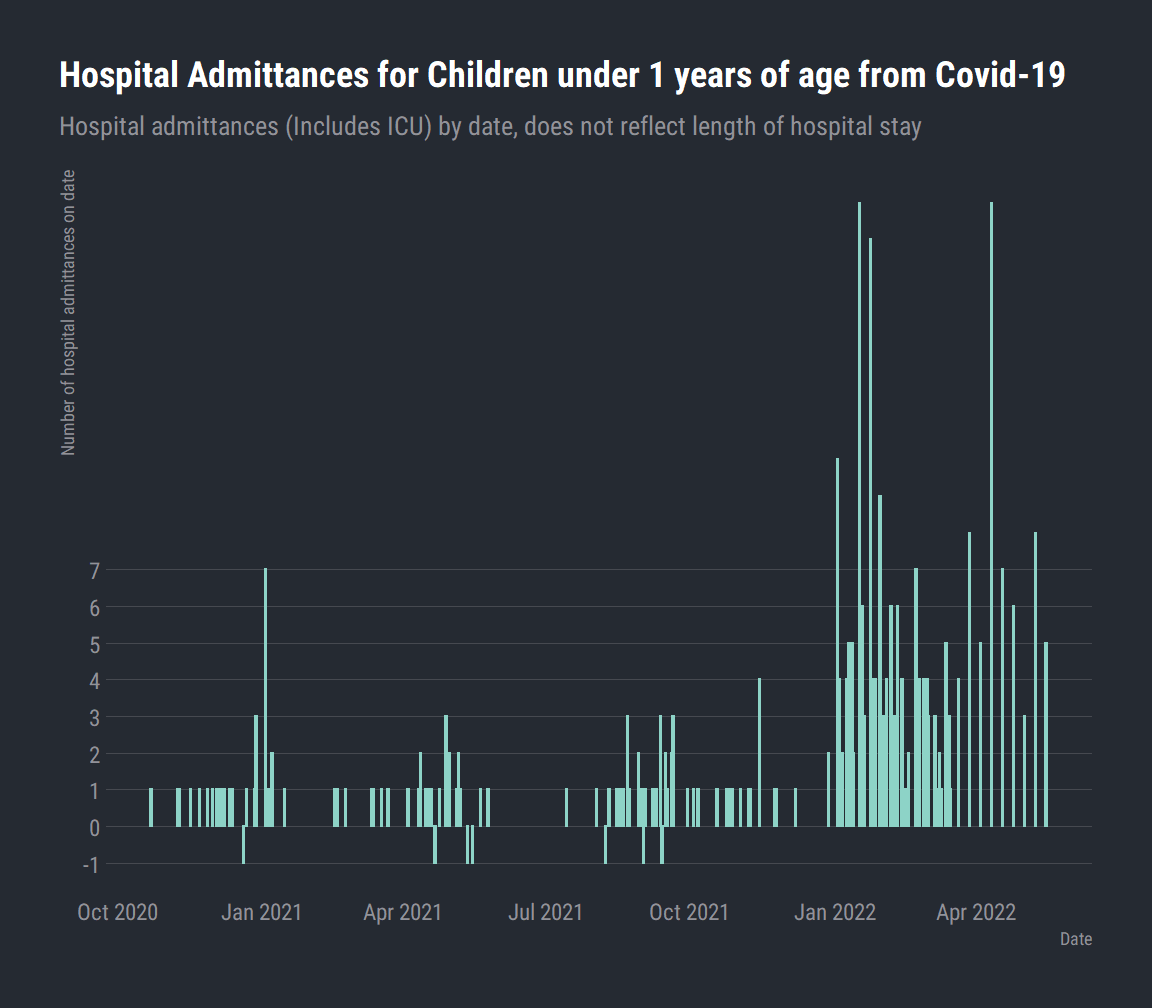 Hospital Admittances for Children under 1 years of age from Covid-19
Hospital admittances (Includes ICU) by date, does not reflect length of hospital stay
Number of hospital admittances on date
7
6
5
4
3
2
1
0
-1
Oct 2020 Jan 2021 Apr 2021 Jul 2021 Oct 2021 Jan 2022 Apr 2022
Date